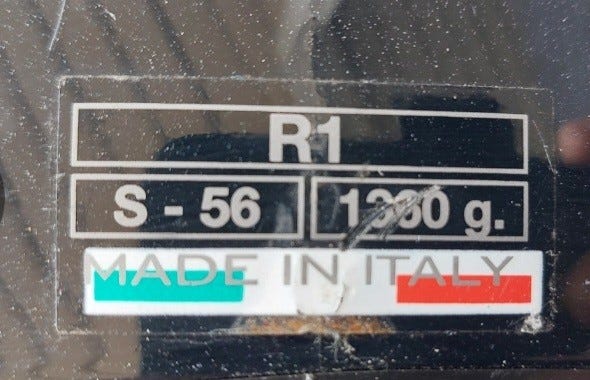 R1
S - 56
g.
MADE IN ITALY